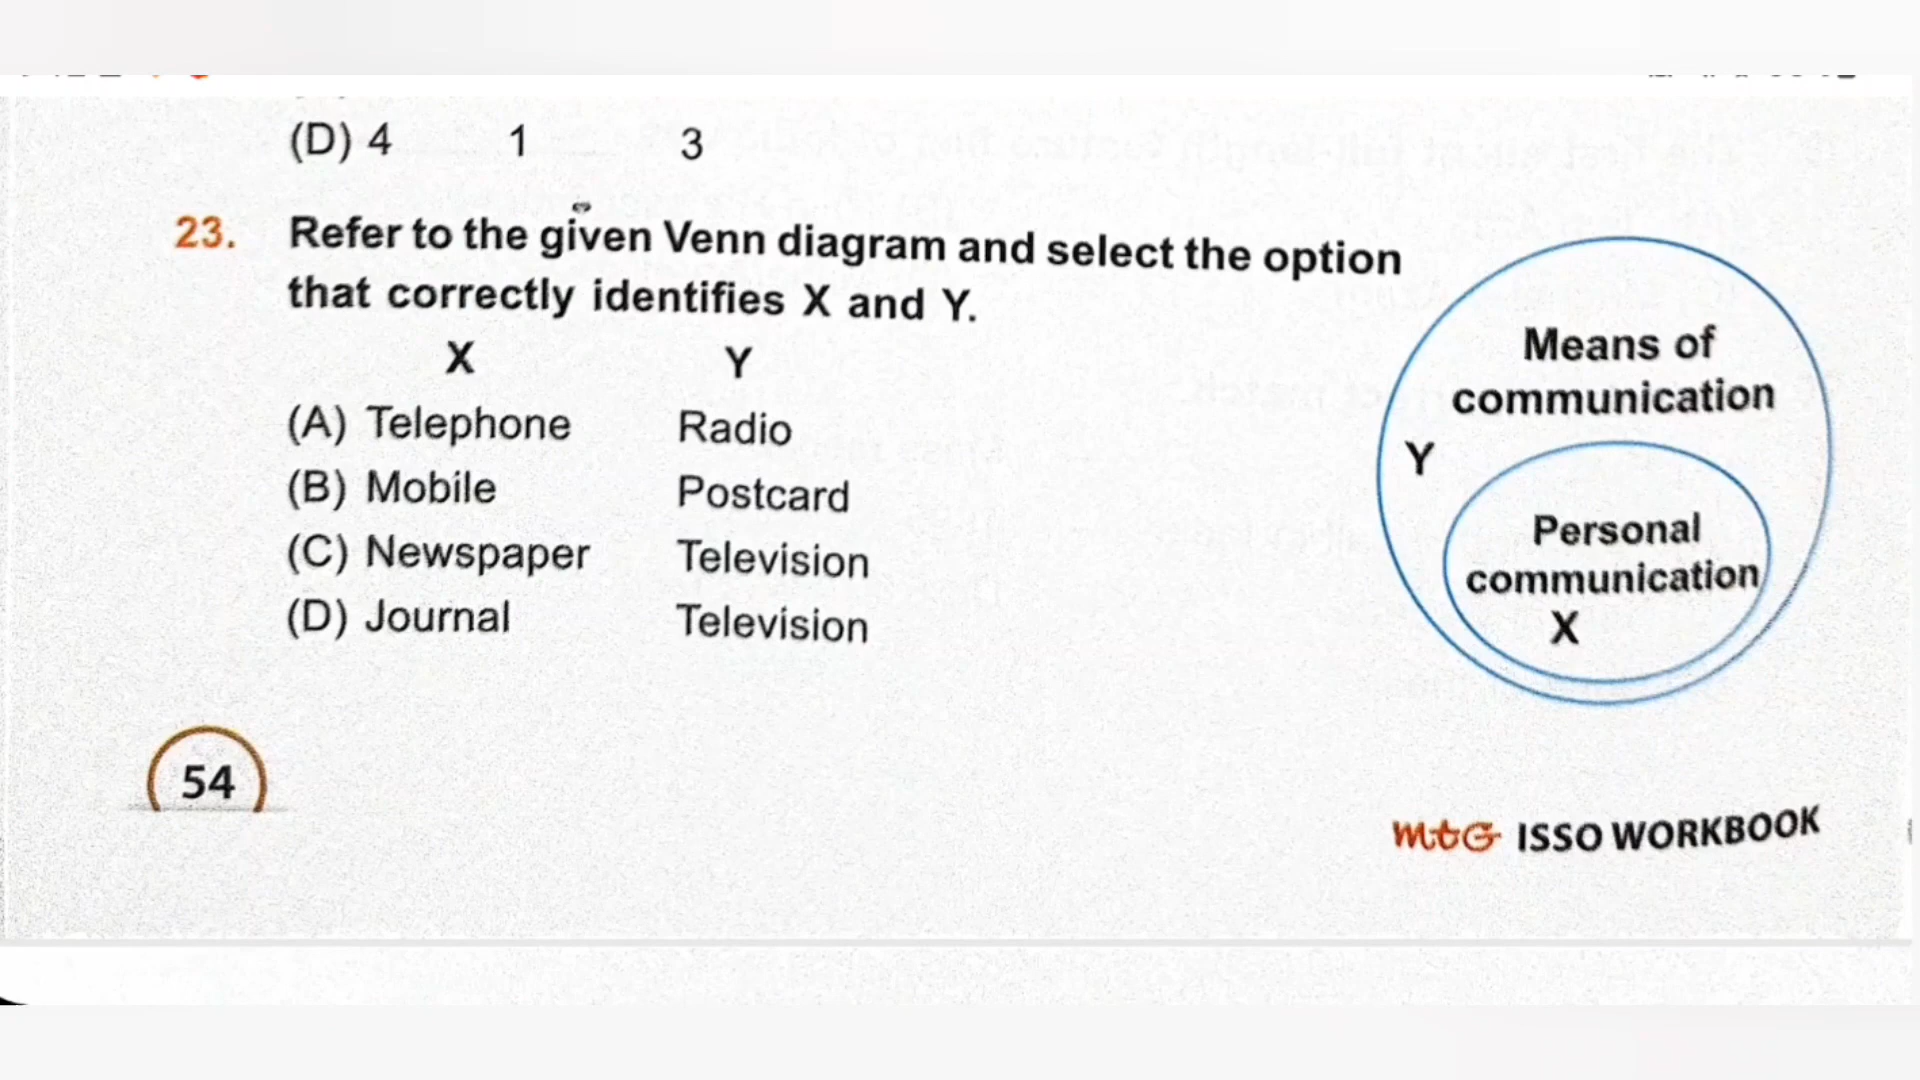 (D) 4 1 3
23. Refer to the given Venn diagram and select the option
that correctly identifies X and Y.
X Y
(A) Telephone Radio
(B) Mobile Postcard
(C) Newspaper Television
(D) Journal Television
Means of
communication
Y
Personal
communication
X
54
mtG ISSO WORKBOOK